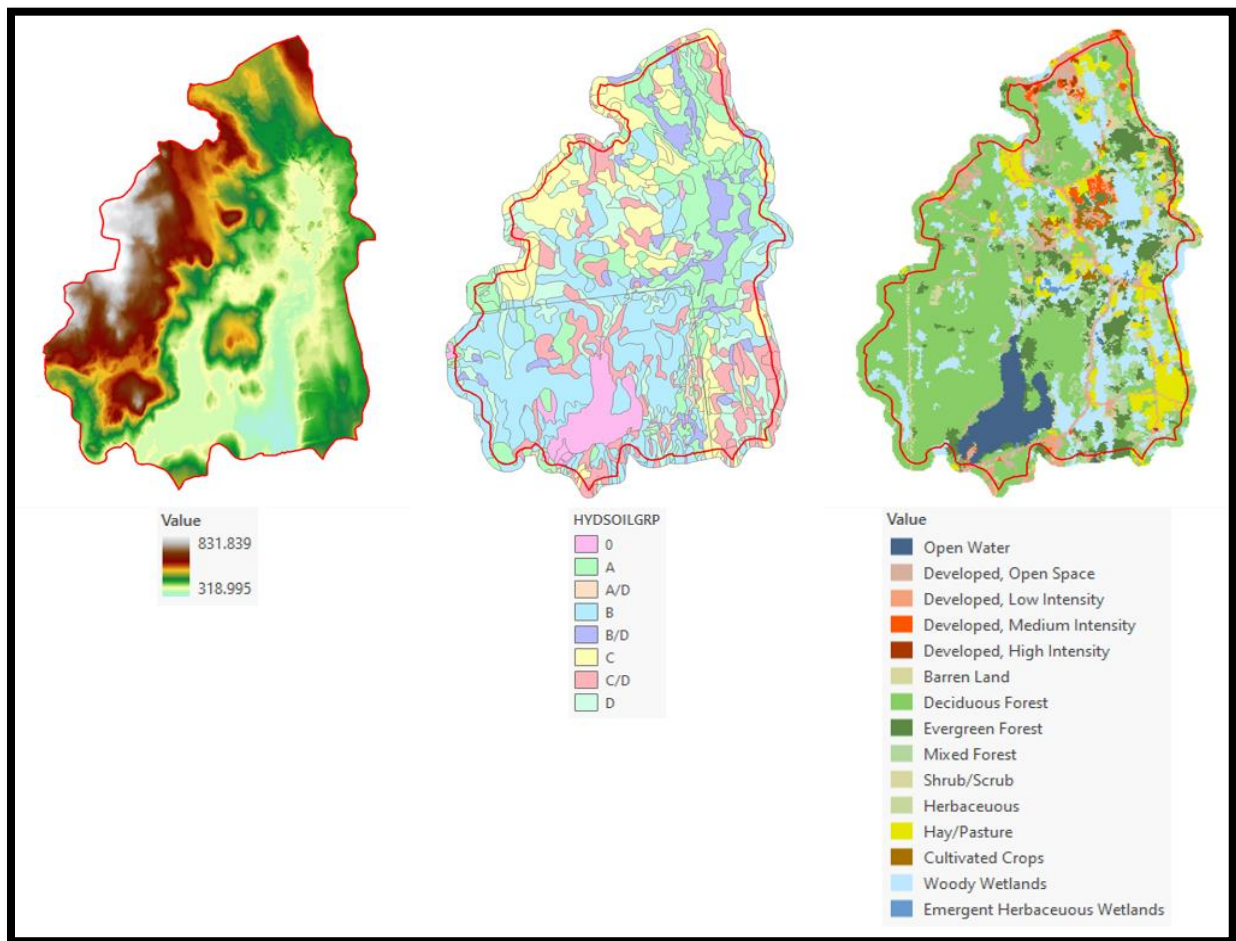 Value
831.839
318.995
HYDSOILGRP
0
A
A/D
B
B/D
C
C/D
D
Value
Open Water
Developed, Open Space
Developed, Low Intensity
Developed, Medium Intensity
Developed, High Intensity
Barren Land
Deciduous Forest
Evergreen Forest
Mixed Forest
Shrub/Scrub
Herbaceuous
Hay/Pasture
Cultivated Crops
Woody Wetlands
Emergent Herbaceuous Wetlands